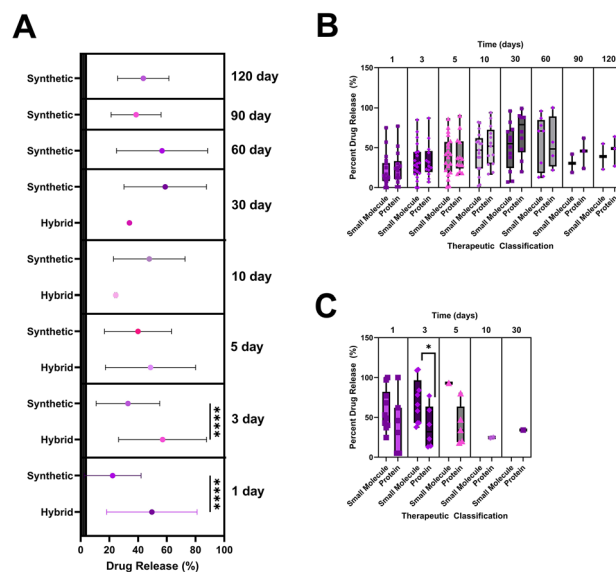 A
Synthetic
120 day
Synthetic
90 day
Synthetic
60 day
Synthetic
30 day
Hybrid
Synthetic
10 day
Hybrid
Synthetic
5 day
Hybrid
Synthetic
3 day
****
Hybrid
Synthetic
1 day
****
Hybrid
0 20 40 60 80 100
Drug Release (%)
B
Time (days)
1 3 5 10 30 60 90 120
Percent Drug Release (%)
150
100
50
0
Small Molecule Protein Small Molecule Protein Small Molecule Protein Small Molecule Protein Small Molecule Protein Small Molecule Protein Small Molecule Protein Small Molecule Protein
Therapeutic Classification
C
Time (days)
1 3 5 10 30
*
Percent Drug Release (%)
150
100
50
0
Small Molecule Protein Small Molecule Protein Small Molecule Protein Small Molecule Protein Small Molecule Protein
Therapeutic Classification